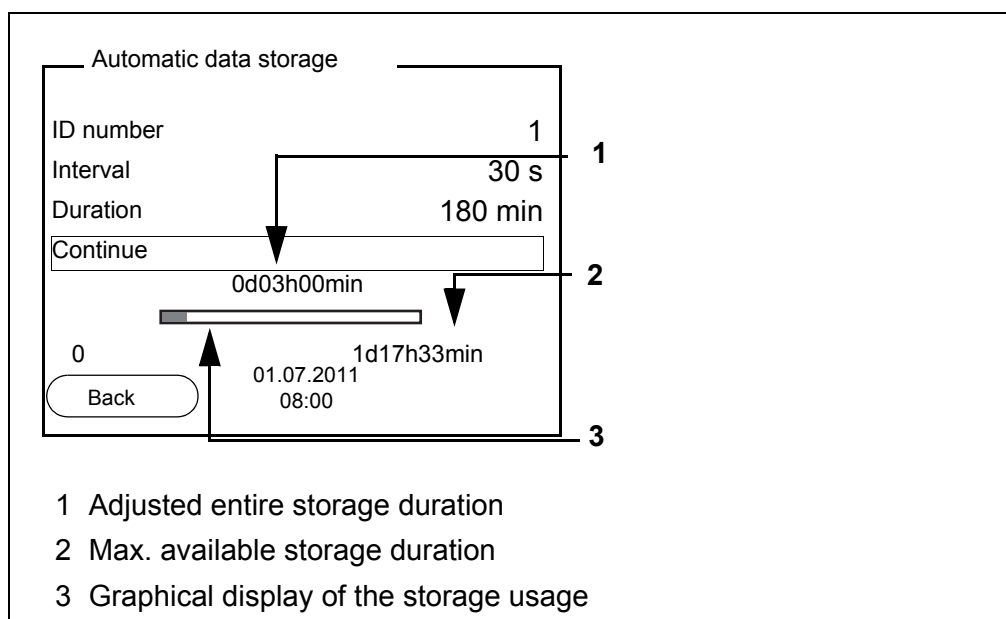 Automatic data storage
ID number 1
Interval 30 s
Duration 180 min
Continue
0d03h00min
0 1d17h33min
01.07.2011
Back 08:00
1
2
3
1 Adjusted entire storage duration
2 Max. available storage duration
3 Graphical display of the storage usage